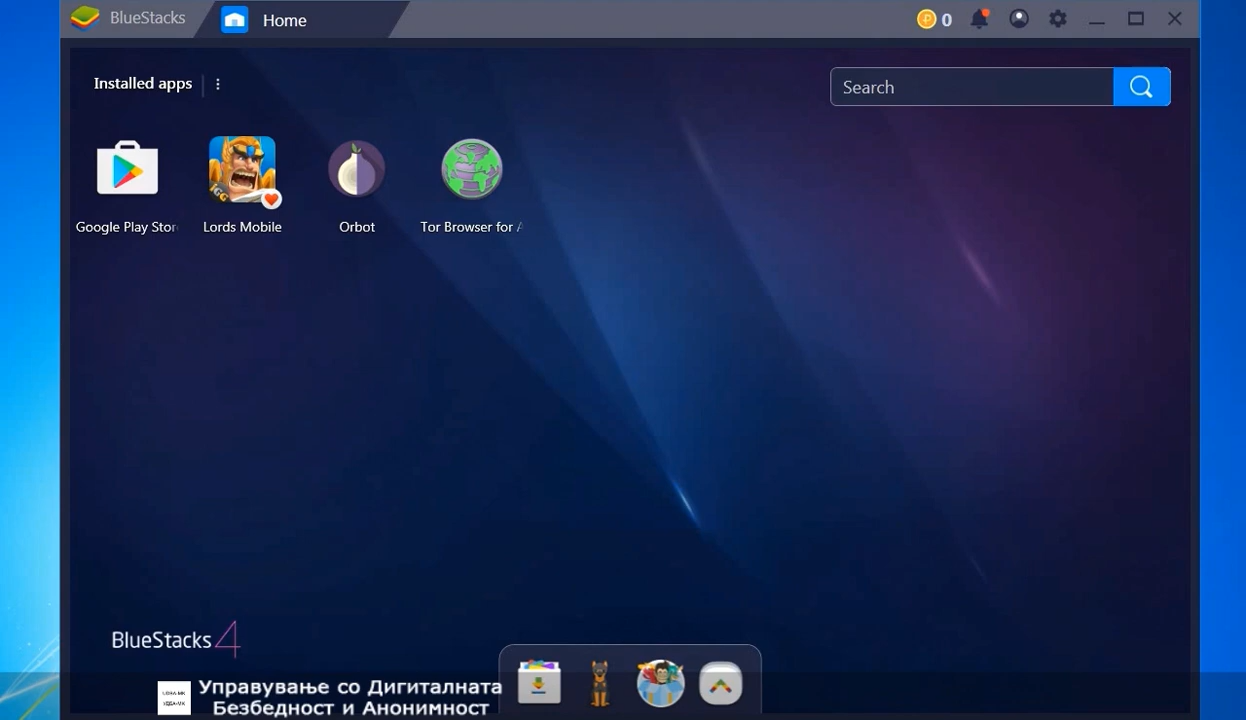 BlueStacks
Home
0
Installed apps
Search
Google Play Stor
Lords Mobile
Orbot
Tor Browser for
BlueStacks 4
Управување со Дигиталната
Безбедност и Анонимност